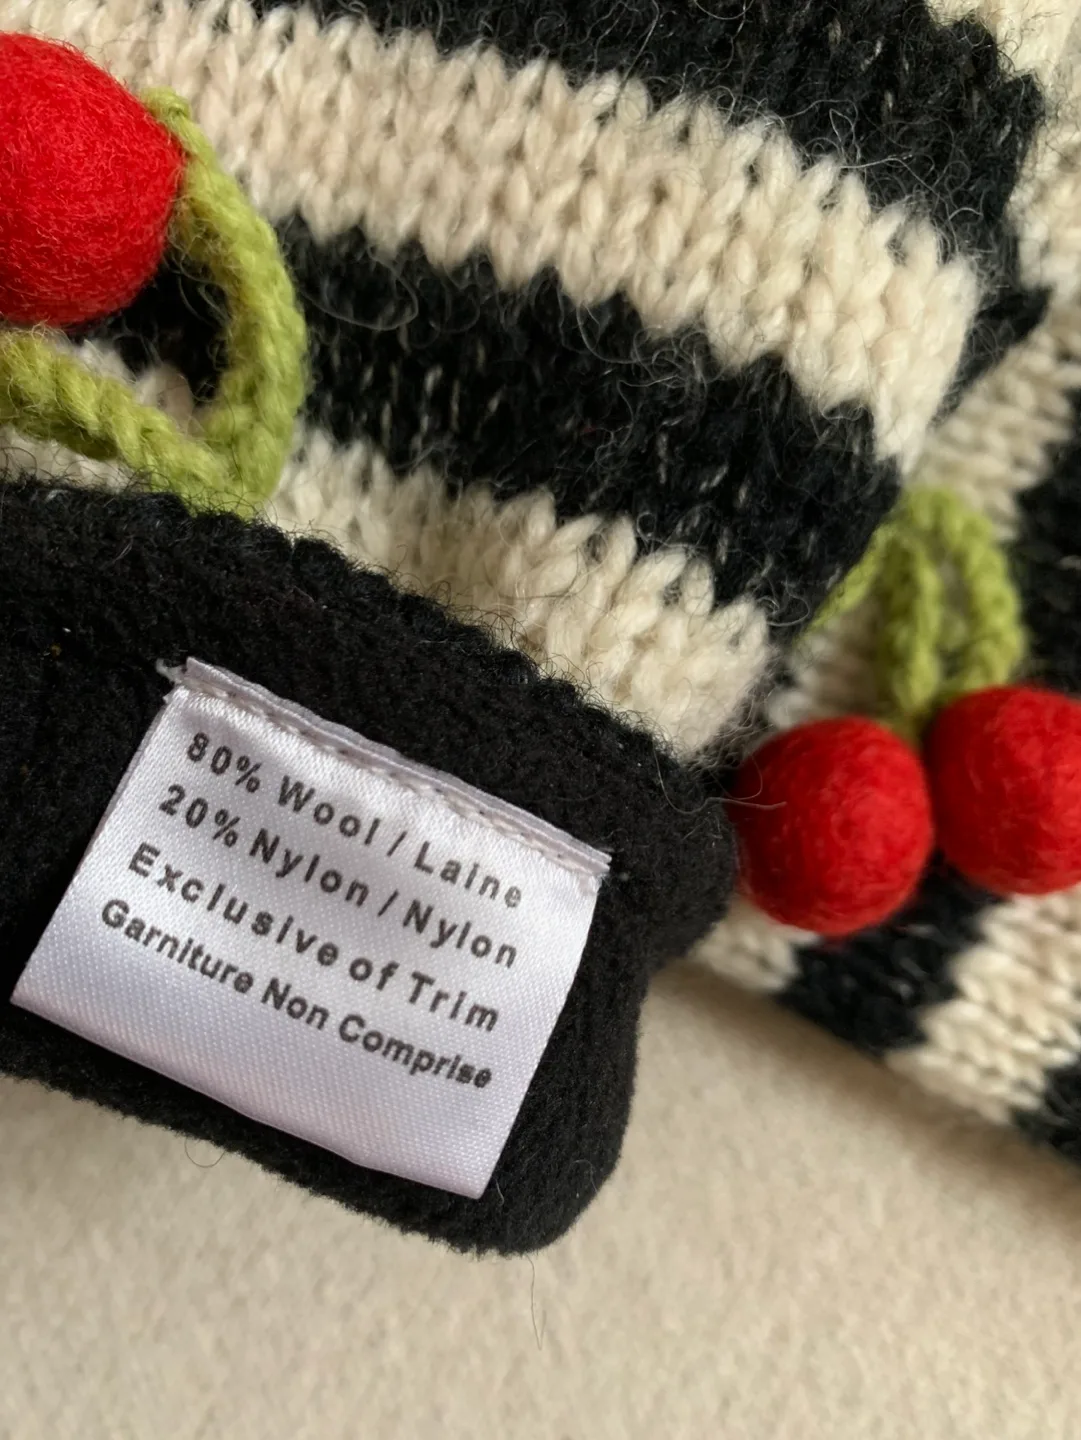 80% Wool / Laine
20% Nylon / Nylon
Exclusive of Trim
Garniture Non Comprise